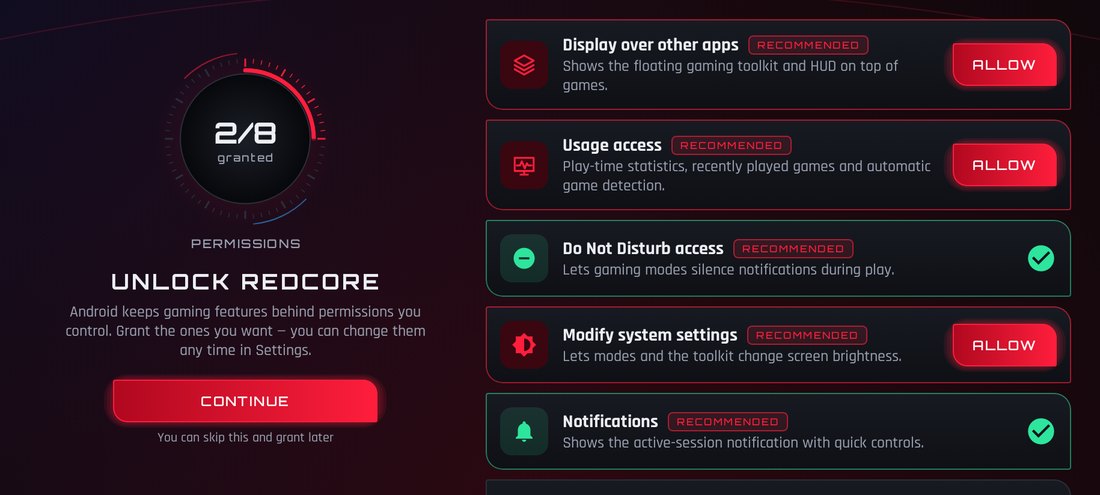 2/8
granted
PERMISSIONS
UNLOCK REDCORE
Android keeps gaming features behind permissions you
control. Grant the ones you want — you can change them
any time in Settings.
CONTINUE
You can skip this and grant later
Display over other apps RECOMMENDED
Shows the floating gaming toolkit and HUD on top of
games.
ALLOW
Usage access RECOMMENDED
Play-time statistics, recently played games and automatic
game detection.
ALLOW
Do Not Disturb access RECOMMENDED
Lets gaming modes silence notifications during play.
Modify system settings RECOMMENDED
Lets modes and the toolkit change screen brightness.
ALLOW
Notifications RECOMMENDED
Shows the active-session notification with quick controls.